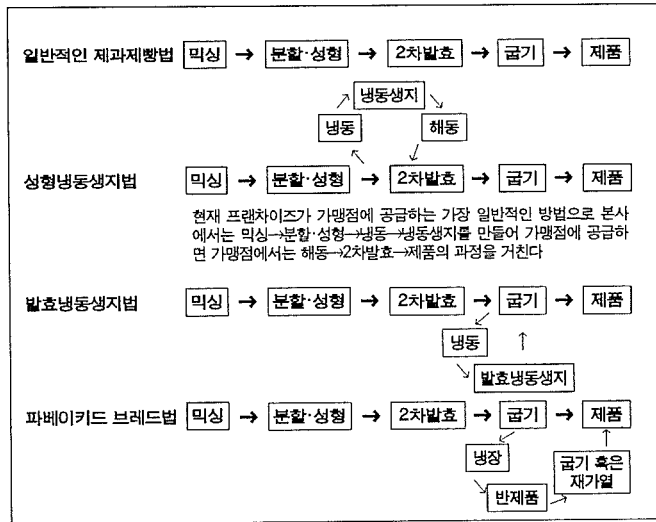 일반적인 제과제빵법 믹싱 → 분할·성형 → 2차발효 → 굽기 → 제품
냉동생지
냉동 해동
성형냉동생지법 믹싱 → 분할·성형 → 2차발효 → 굽기 → 제품
현재 프랜차이즈가 가맹점에 공급하는 가장 일반적인 방법으로 본사
에서는 믹싱→분할·성형→냉동→냉동생지를 만들어 가맹점에 공급하
면 가맹점에서는 해동→2차발효→제품의 과정을 거친다
발효냉동생지법 믹싱 → 분할·성형 → 2차발효 → 굽기 → 제품
냉동
발효냉동생지
파베이키드 브레드법 믹싱 → 분할·성형 → 2차발효 → 굽기 → 제품
냉장
굽기 혹은
재가열
반제품